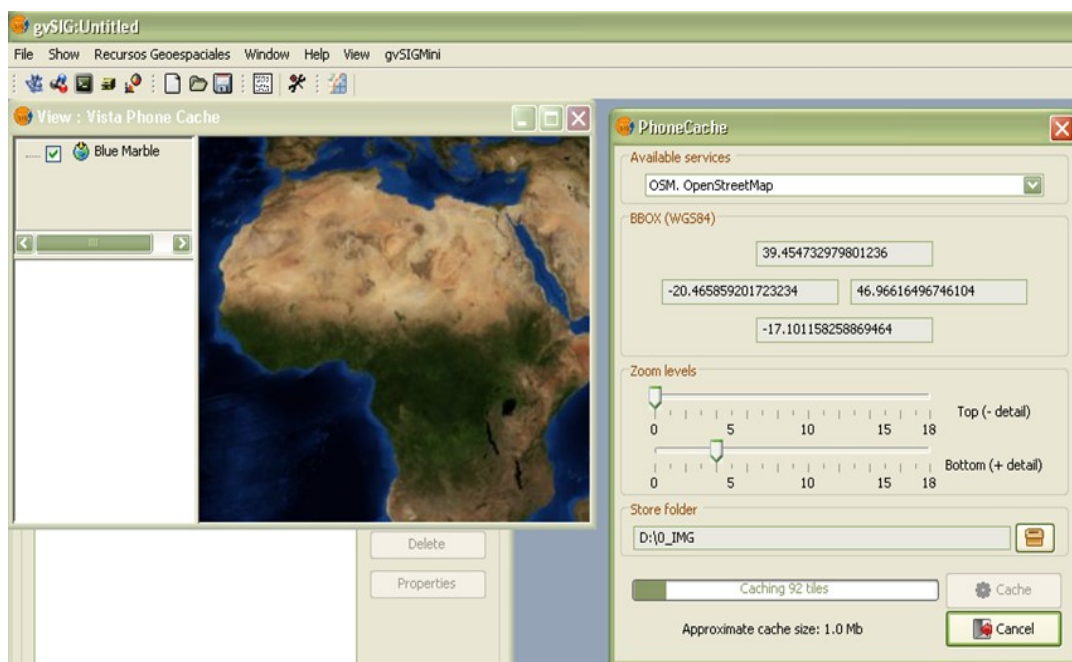 gvSIG:Untitled
File Show Recursos Geoespaciales Window Help View gvSIGMini
View : Vista Phone Cache
Blue Marble
Delete
Properties
PhoneCache
Available services
OSM. OpenStreetMap
BBOX (WGS84)
39.454732979801236
-20.465859201723234 46.96616496746104
-17.101158258869464
Zoom levels
Top (- detail)
0 5 10 15 18
Bottom (+ detail)
0 5 10 15 18
Store folder
D:\0_IMG
Caching 92 tiles Cache
Approximate cache size: 1.0 Mb Cancel